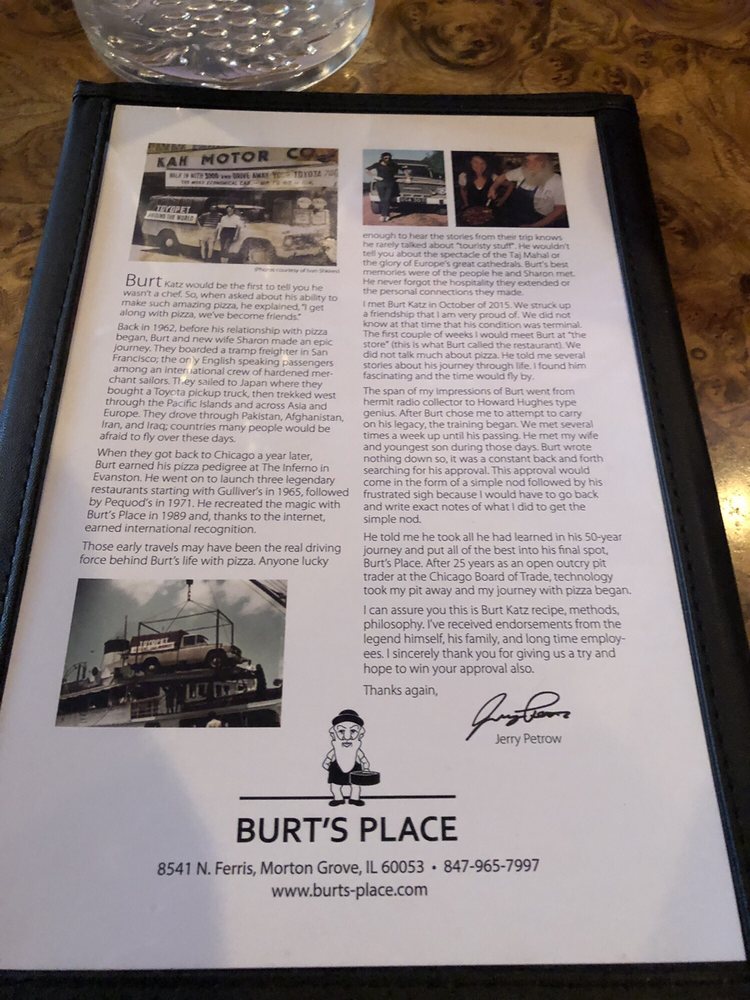 KAH MOTOR CO
WALK IN WITH $000 and DRIVE AWAY YOUR TOYOTA
THE MOST ECONOMICAL CAR
TOYOPET
AROUND THE WORLD
(Photos courtesy of Ivan Shaken)
Burt Katz would be the first to tell you he
wasn't a chef. So, when asked about his ability to
make such amazing pizza, he explained, "I get
along with pizza, we've become friends."
Back in 1962, before his relationship with pizza
began, Burt and new wife Sharon made an epic
journey. They boarded a tramp freighter in San
Francisco; the only English speaking passengers
among an international crew of hardened mer-
chant sailors. They sailed to Japan where they
bought a Toyota pickup truck, then trekked west
through the Pacific Islands and across Asia and
Europe. They drove through Pakistan, Afghanistan,
Iran, and Iraq; countries many people would be
afraid to fly over these days.
When they got back to Chicago a year later,
Burt earned his pizza pedigree at The Inferno in
Evanston. He went on to launch three legendary
restaurants starting with Gulliver's in 1965, followed
by Pequod's in 1971. He recreated the magic with
Burt's Place in 1989 and, thanks to the internet,
earned international recognition.
Those early travels may have been the real driving
force behind Burt's life with pizza. Anyone lucky
enough to hear the stories from their trip knows
he rarely talked about "touristy stuff". He wouldn't
tell you about the spectacle of the Taj Mahal or
the glory of Europe's great cathedrals. Burt's best
memories were of the people he and Sharon met.
He never forgot the hospitality they extended or
the personal connections they made.
I met Burt Katz in October of 2015. We struck up
a friendship that I am very proud of. We did not
know at that time that his condition was terminal.
The first couple of weeks I would meet Burt at "the
store" (this is what Burt called the restaurant). We
did not talk much about pizza. He told me several
stories about his journey through life. I found him
fascinating and the time would fly by.
The span of my impressions of Burt went from
hermit radio collector to Howard Hughes type
genius. After Burt chose me to attempt to carry
on his legacy, the training began. We met several
times a week up until his passing. He met my wife
and youngest son during those days. Burt wrote
nothing down so, it was a constant back and forth
searching for his approval. This approval would
come in the form of a simple nod followed by his
frustrated sigh because I would have to go back
and write exact notes of what I did to get the
simple nod.
He told me he took all he had learned in his 50-year
journey and put all of the best into his final spot,
Burt's Place. After 25 years as an open outcry pit
trader at the Chicago Board of Trade, technology
took my pit away and my journey with pizza began.
I can assure you this is Burt Katz recipe, methods,
philosophy. I've received endorsements from the
legend himself, his family, and long time employ-
ees. I sincerely thank you for giving us a try and
hope to win your approval also.
Thanks again,
Jerry Petrow
BURT'S PLACE
8541 N. Ferris, Morton Grove, IL 60053 • 847-965-7997
www.burts-place.com